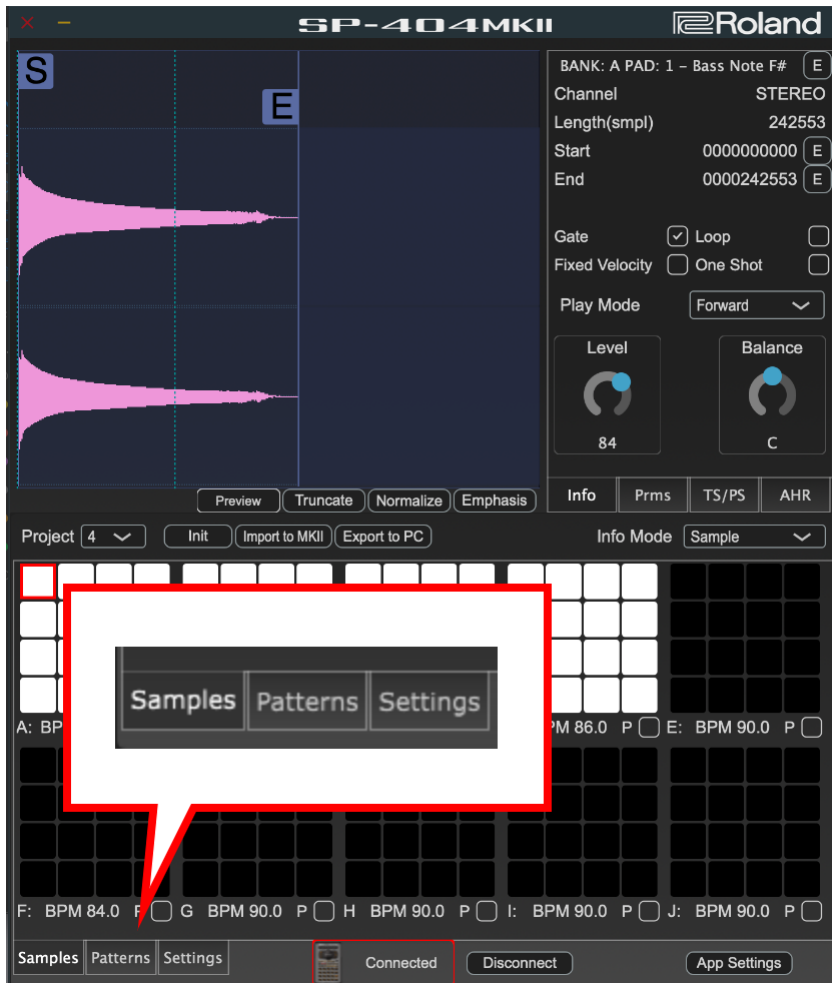 SP-404MKII
Roland
S
E
BANK: A PAD: 1 – Bass Note F# E
Channel STEREO
Length(smpl) 242553
Start 0000000000 E
End 0000242553 E
Gate Loop
Fixed Velocity One Shot
Play Mode Forward
Level Balance
84 C
Preview Truncate Normalize Emphasis
Info Prms TS/PS AHR
Project 4 Init Import to MKII Export to PC Info Mode Sample
Samples Patterns Settings
A: BP PM 86.0 P E: BPM 90.0 P
F: BPM 84.0 G BPM 90.0 P H BPM 90.0 P I: BPM 90.0 P J: BPM 90.0 P
Samples Patterns Settings Connected Disconnect App Settings